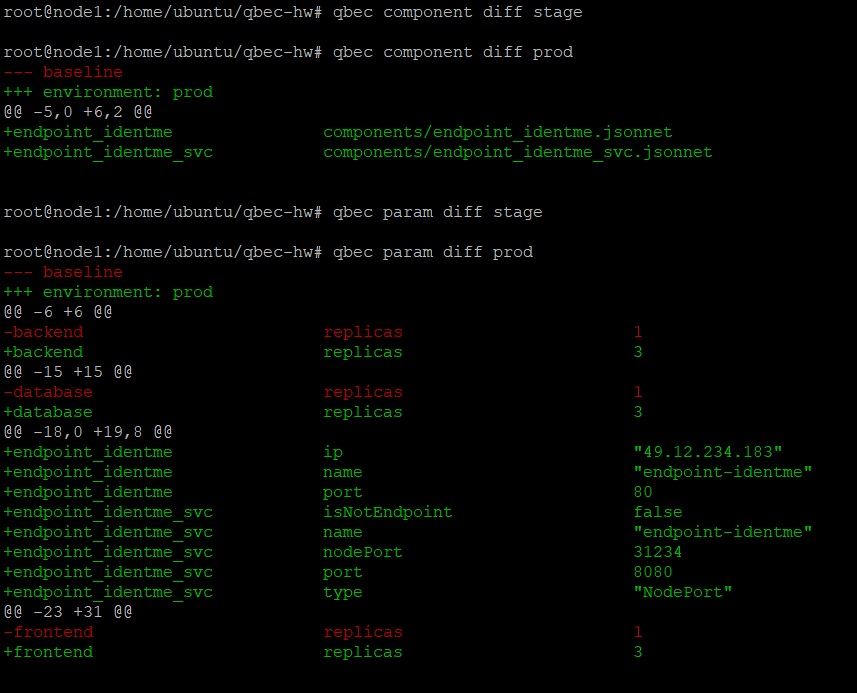 root@node1:/home/ubuntu/qbec-hw# qbec component diff stage
root@node1:/home/ubuntu/qbec-hw# qbec component diff prod
--- baseline
+++ environment: prod
@@ -5,0 +6,2 @@
+endpoint_identme               components/endpoint_identme.jsonnet
+endpoint_identme_svc           components/endpoint_identme_svc.jsonnet
root@node1:/home/ubuntu/qbec-hw# qbec param diff stage
root@node1:/home/ubuntu/qbec-hw# qbec param diff prod
--- baseline
+++ environment: prod
@@ -6 +6 @@
-backend                        replicas                       1
+backend                        replicas                       3
@@ -15 +15 @@
-database                       replicas                       1
+database                       replicas                       3
@@ -18,0 +19,8 @@
+endpoint_identme               ip                             "49.12.234.183"
+endpoint_identme               name                           "endpoint-identme"
+endpoint_identme               port                           80
+endpoint_identme_svc           isNotEndpoint                  false
+endpoint_identme_svc           name                           "endpoint-identme"
+endpoint_identme_svc           nodePort                       31234
+endpoint_identme_svc           port                           8080
+endpoint_identme_svc           type                           "NodePort"
@@ -23 +31 @@
-frontend                       replicas                       1
+frontend                       replicas                       3